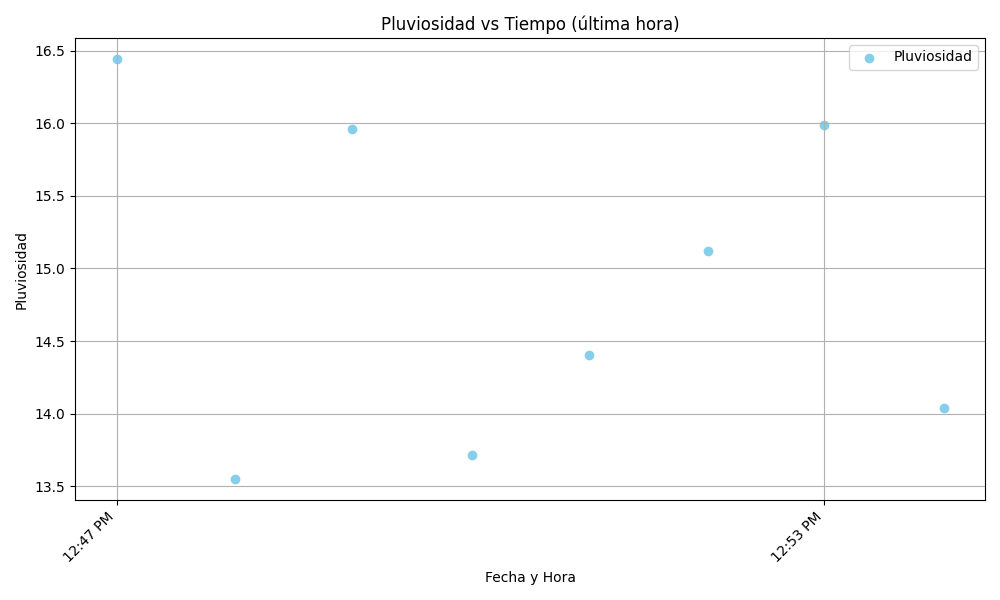 Pluviosidad vs Tiempo (última hora)
Pluviosidad
16.5
16.0
15.5
15.0
14.5
14.0
13.5
Pluviosidad
12:47 PM
12:53 PM
Fecha y Hora